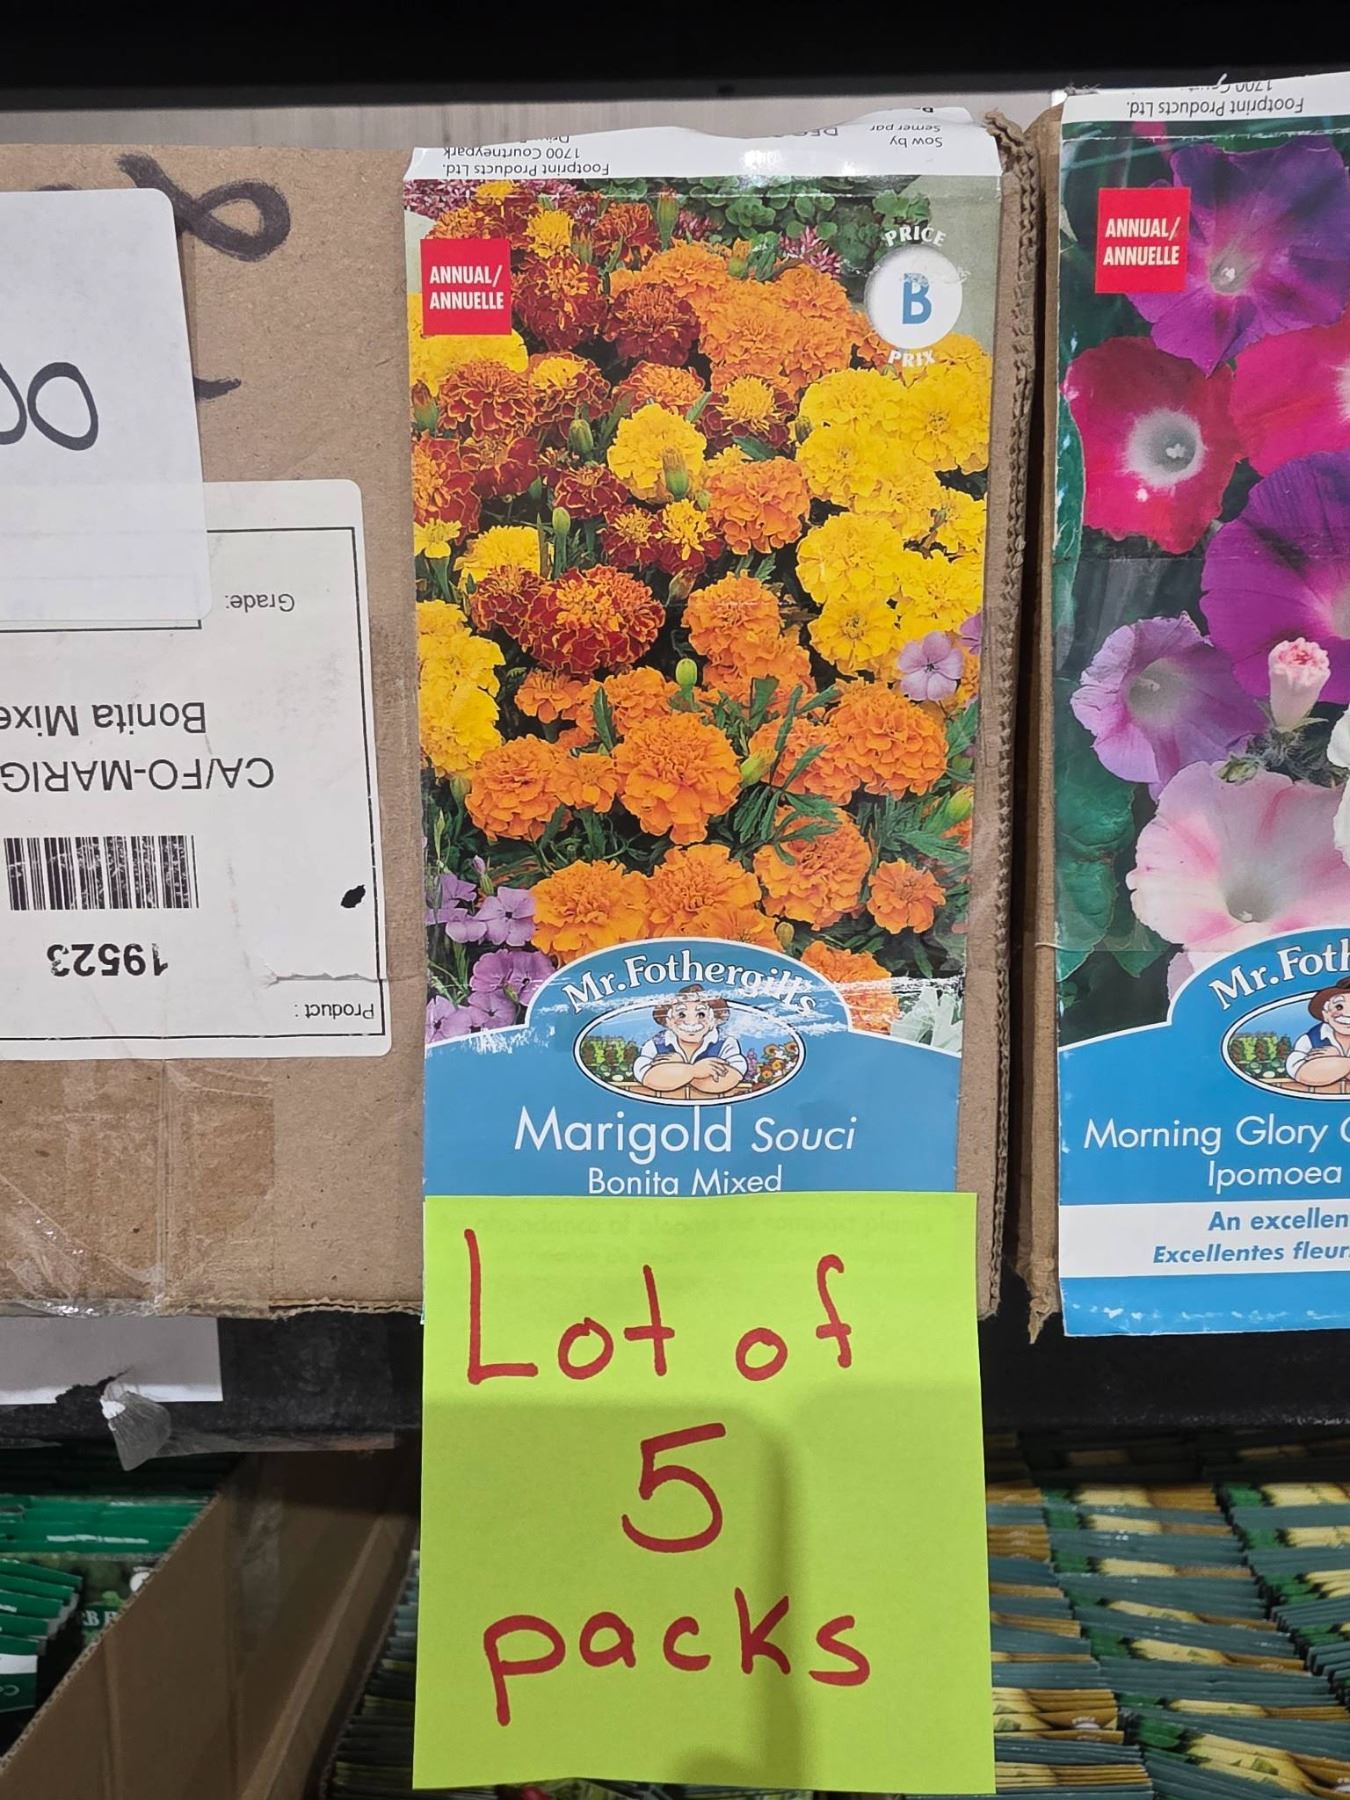 Footprint Products Ltd.
1700 Courtneypark
Sow by
Semer par
ANNUAL/
ANNUELLE
PRICE
B
PRIX
Mr.Fothergill's
Marigold Souci
Bonita Mixed
Lot of
5
packs
Product :
19523
CA/FO-MARIG
Bonita Mixe
Grade:
Footprint Products Ltd.
ANNUAL/
ANNUELLE
Mr.Foth
Morning Glory
Ipomoea
An excellen
Excellentes fleur